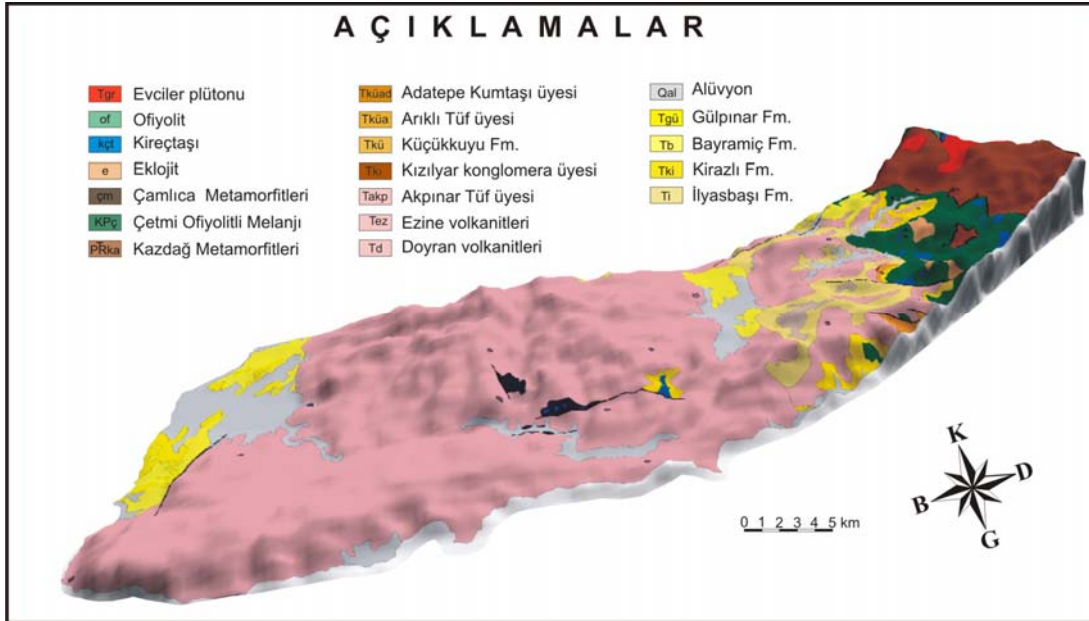 AÇIKLAMALAR
Tgr Evciler plütonu
of Ofiyolit
kçt Kireçtaşı
e Eklojit
çm Çamlıca Metamorfitleri
KPç Çetmi Ofiyolitli Melanjı
PRka Kazdağ Metamorfitleri
Tküad Adatepe Kumtaşı üyesi
Tküa Arıklı Tüf üyesi
Tkü Küçükkuyu Fm.
Tkı Kızılyar konglomera üyesi
Takp Akpınar Tüf üyesi
Tez Ezine volkanitleri
Td Doyran volkanitleri
Qal Alüvyon
Tgü Gülpınar Fm.
Tb Bayramiç Fm.
Tki Kirazlı Fm.
Ti İlyasbaşı Fm.
K
B D
G
0 1 2 3 4 5 km